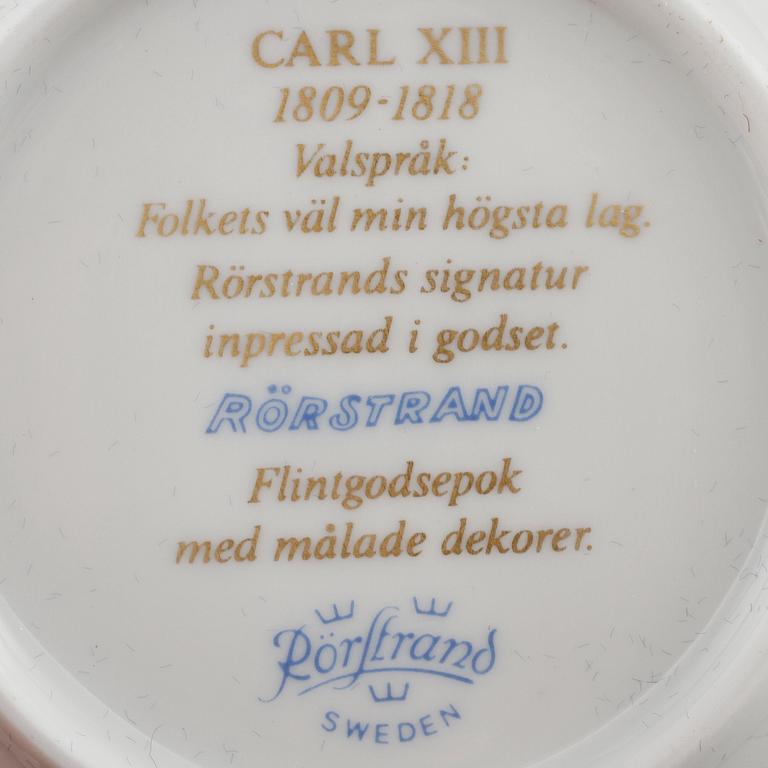 CARL XIII
1809-1818
Valspråk:
Folkets väl min högsta lag.
Rörstrands signatur
inpressad i godset.
RÖRSTRAND
Flintgodsepok
med målade dekorer.
Rörstrand
SWEDEN